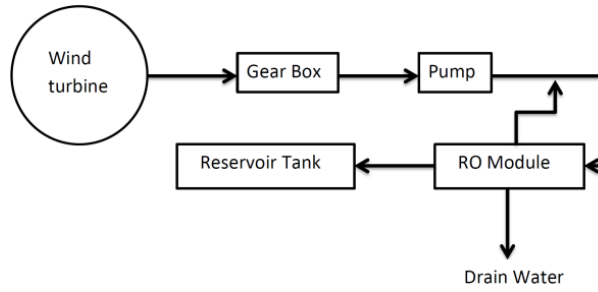 Wind
turbine
Gear Box
Pump
Reservoir Tank
RO Module
Drain Water